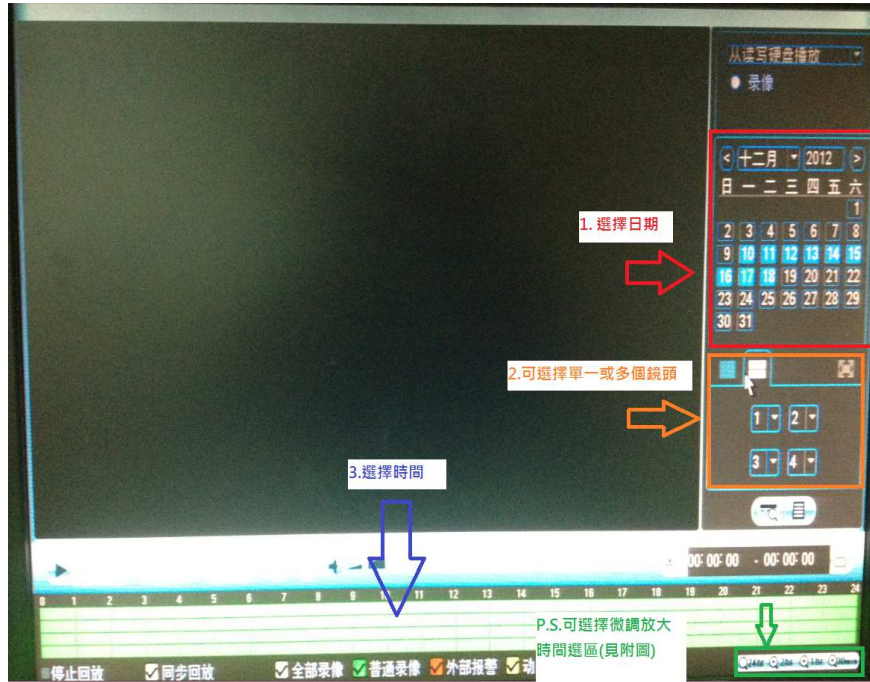 从读写硬盘播放
录像
< 十二月 2012 >
日 一 二 三 四 五 六
1
1. 選擇日期
2 3 4 5 6 7 8
9 10 11 12 13 14 15
16 17 18 19 20 21 22
23 24 25 26 27 28 29
30 31
2.可選擇單一或多個鏡頭
1 2
3 4
3.選擇時間
00:00:00 - 00:00:00
0 1 2 3 4 5 6 7 8 9 11 12 13 14 15 16 17 18 19 20 21 22 23 24
P.S.可選擇微調放大
時間選區(見附圖)
停止回放 同步回放 全部录像 普通录像 外部报警 动
24hr 2hr 1hr 30min